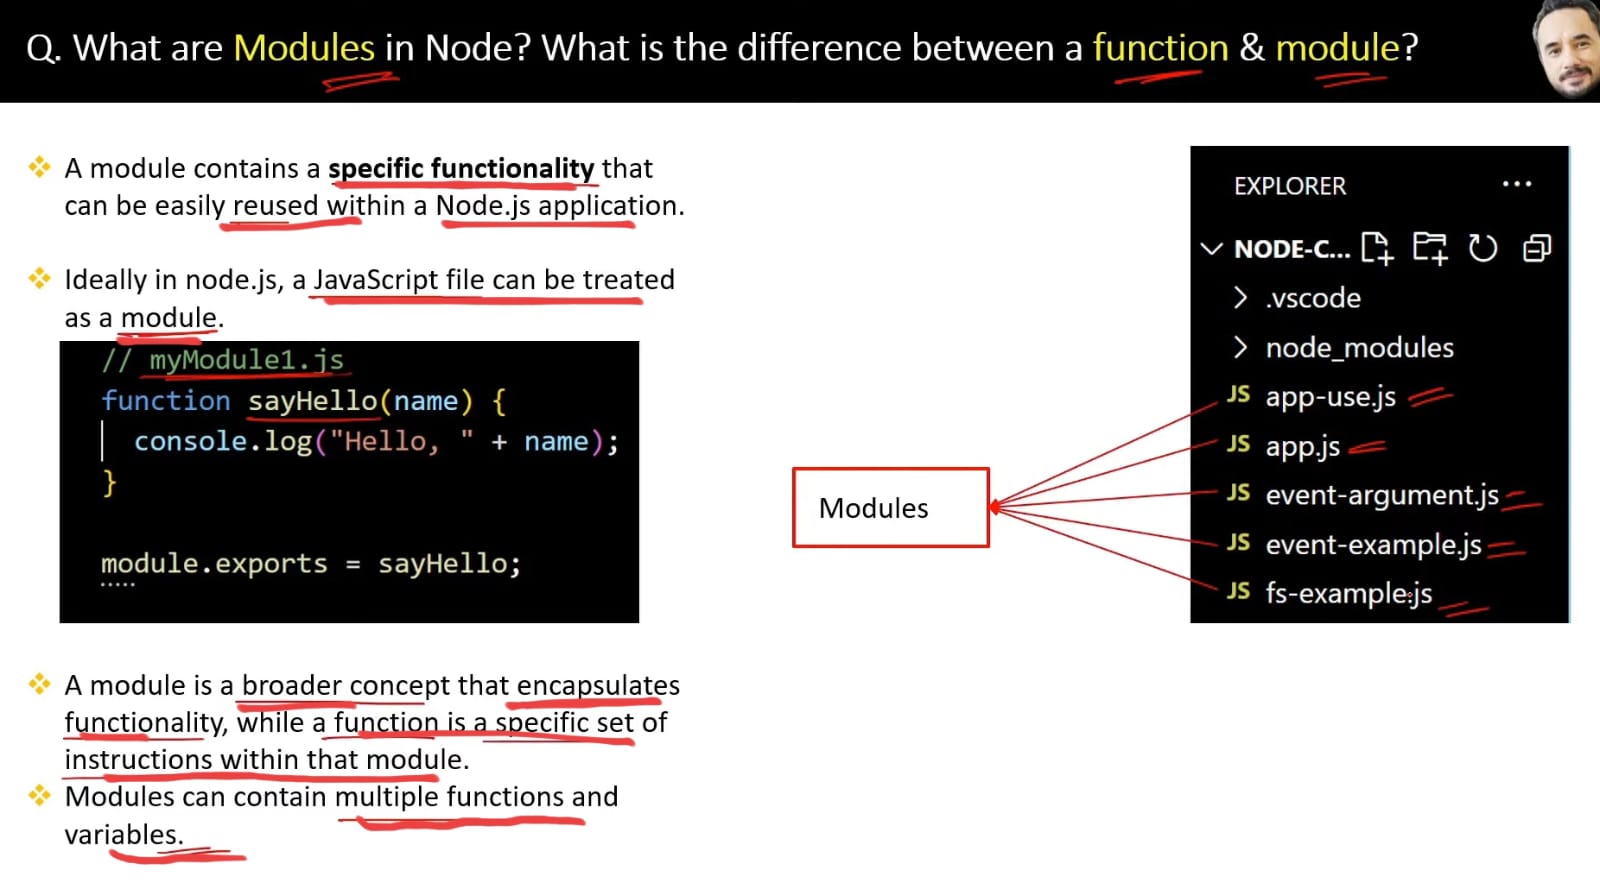 Q. What are Modules in Node? What is the difference between a function & module?
❖ A module contains a specific functionality that
can be easily reused within a Node.js application.
❖ Ideally in node.js, a JavaScript file can be treated
as a module.
// myModule1.js
function sayHello(name) {
console.log("Hello, " + name);
}
module.exports = sayHello;
❖ A module is a broader concept that encapsulates
functionality, while a function is a specific set of
instructions within that module.
❖ Modules can contain multiple functions and
variables.
Modules
EXPLORER ...
NODE-C...
> .vscode
> node_modules
JS app-use.js
JS app.js
JS event-argument.js
JS event-example.js
JS fs-example.js